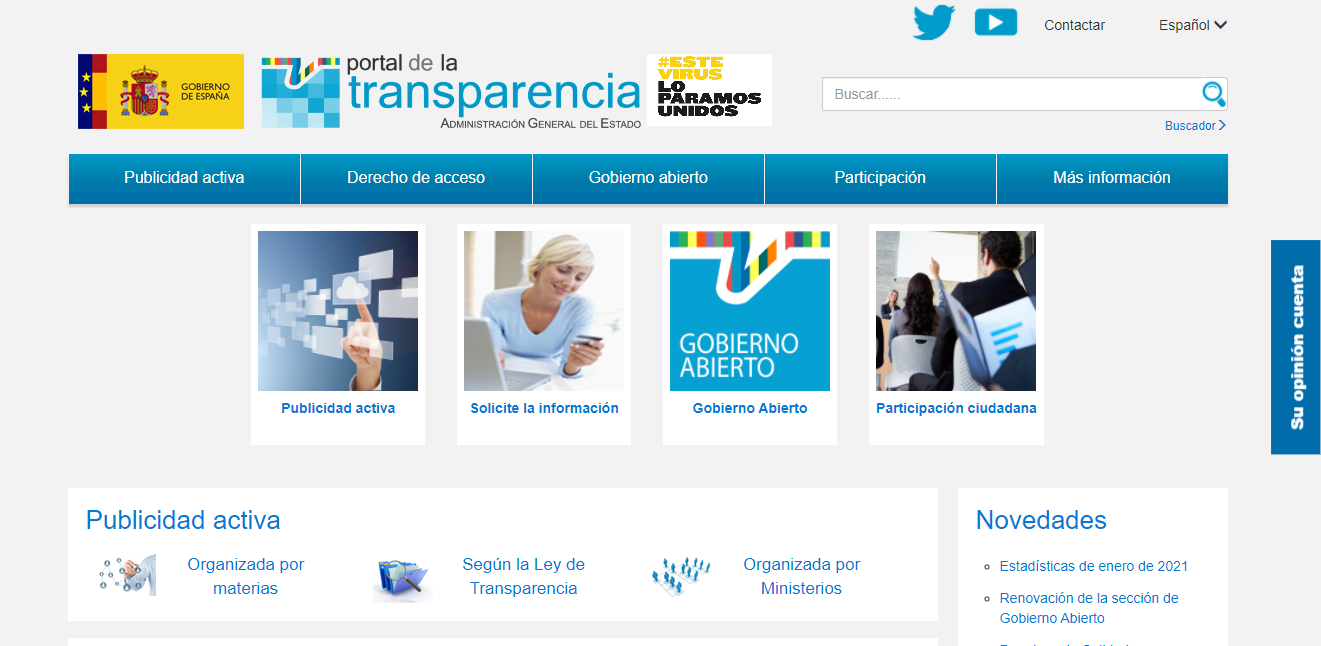 Contactar
Español
GOBIERNO
DE ESPAÑA
portal de la
transparencia
ADMINISTRACIÓN GENERAL DEL ESTADO
#ESTE
VIRUS
LO
PARAMOS
UNIDOS
Buscar......
Buscador
Publicidad activa
Derecho de acceso
Gobierno abierto
Participación
Más información
GOBIERNO
ABIERTO
Publicidad activa
Solicite la información
Gobierno Abierto
Participación ciudadana
Su opinión cuenta
Publicidad activa
Organizada por
materias
Según la Ley de
Transparencia
Organizada por
Ministerios
Novedades
Estadísticas de enero de 2021
Renovación de la sección de
Gobierno Abierto